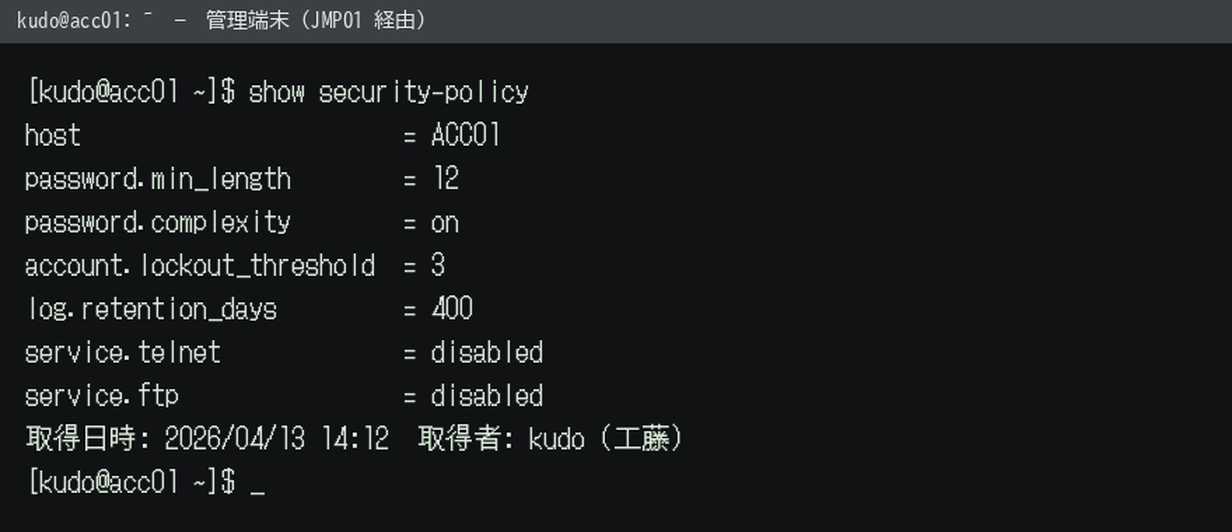 kudo@acc01: ~ — 管理端末 (JMP01 経由)
[kudo@acc01 ~]$ show security-policy
host = ACC01
password.min_length = 12
password.complexity = on
account.lockout_threshold = 3
log.retention_days = 400
service.telnet = disabled
service.ftp = disabled
取得日時: 2026/04/13 14:12 取得者: kudo (工藤)
[kudo@acc01 ~]$ _